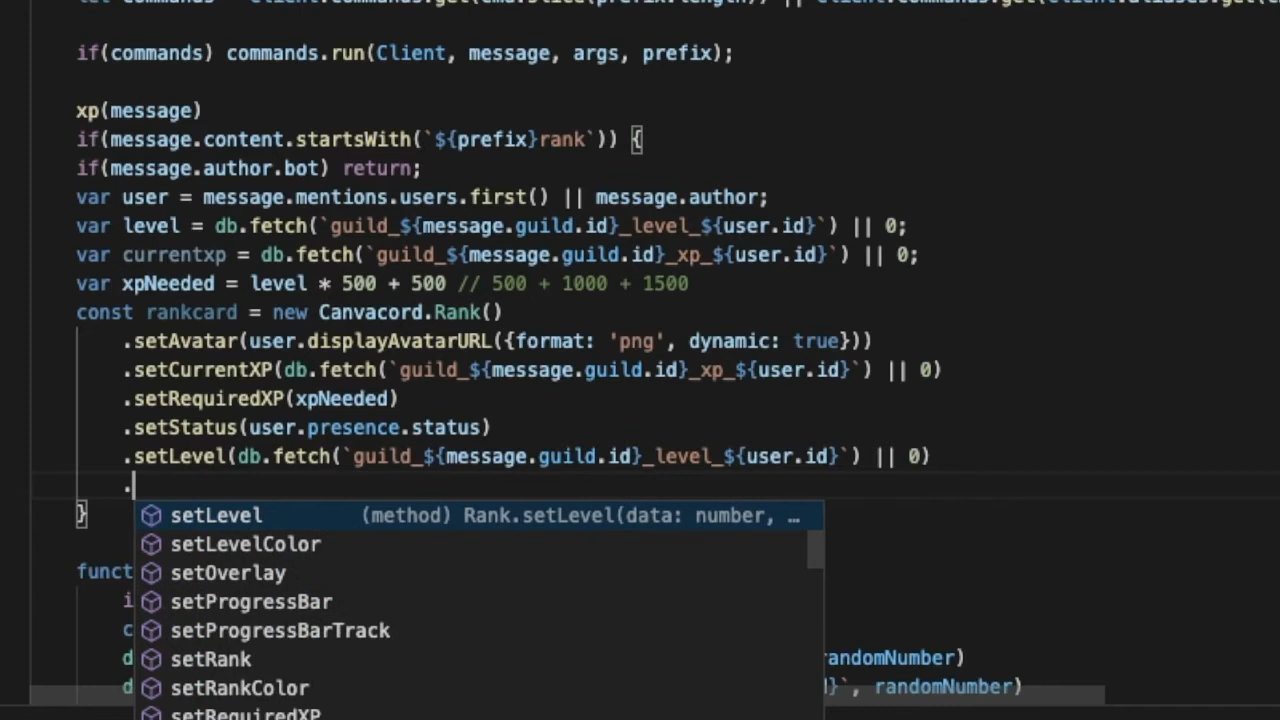 if(commands) commands.run(Client, message, args, prefix);
xp(message)
if(message.content.startsWith(`${prefix}rank`)) {
if(message.author.bot) return;
var user = message.mentions.users.first() || message.author;
var level = db.fetch(`guild_${message.guild.id}_level_${user.id}`) || 0;
var currentxp = db.fetch(`guild_${message.guild.id}_xp_${user.id}`) || 0;
var xpNeeded = level * 500 + 500 // 500 + 1000 + 1500
const rankcard = new Canvacord.Rank()
.setAvatar(user.displayAvatarURL({format: 'png', dynamic: true}))
.setCurrentXP(db.fetch(`guild_${message.guild.id}_xp_${user.id}`) || 0)
.setRequiredXP(xpNeeded)
.setStatus(user.presence.status)
.setLevel(db.fetch(`guild_${message.guild.id}_level_${user.id}`) || 0)
.
} setLevel (method) Rank.setLevel(data: number, …
setLevelColor
funct setOverlay
i setProgressBar
c setProgressBarTrack
d setRank andomNumber)
d setRankColor }`, randomNumber)
setRequiredXP